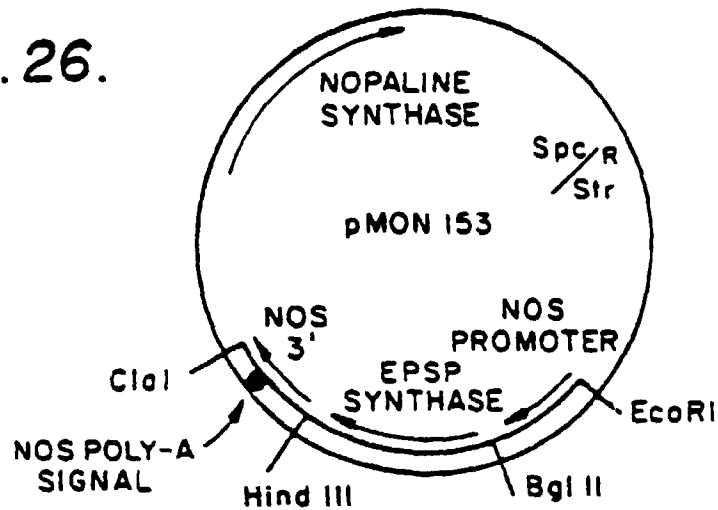 . 26.
NOPALINE
SYNTHASE
Spc/R
Str
pMON 153
NOS
PROMOTER
NOS
3'
EPSP
SYNTHASE
ClaI
EcoRI
NOS POLY-A
SIGNAL
Hind III
Bgl II